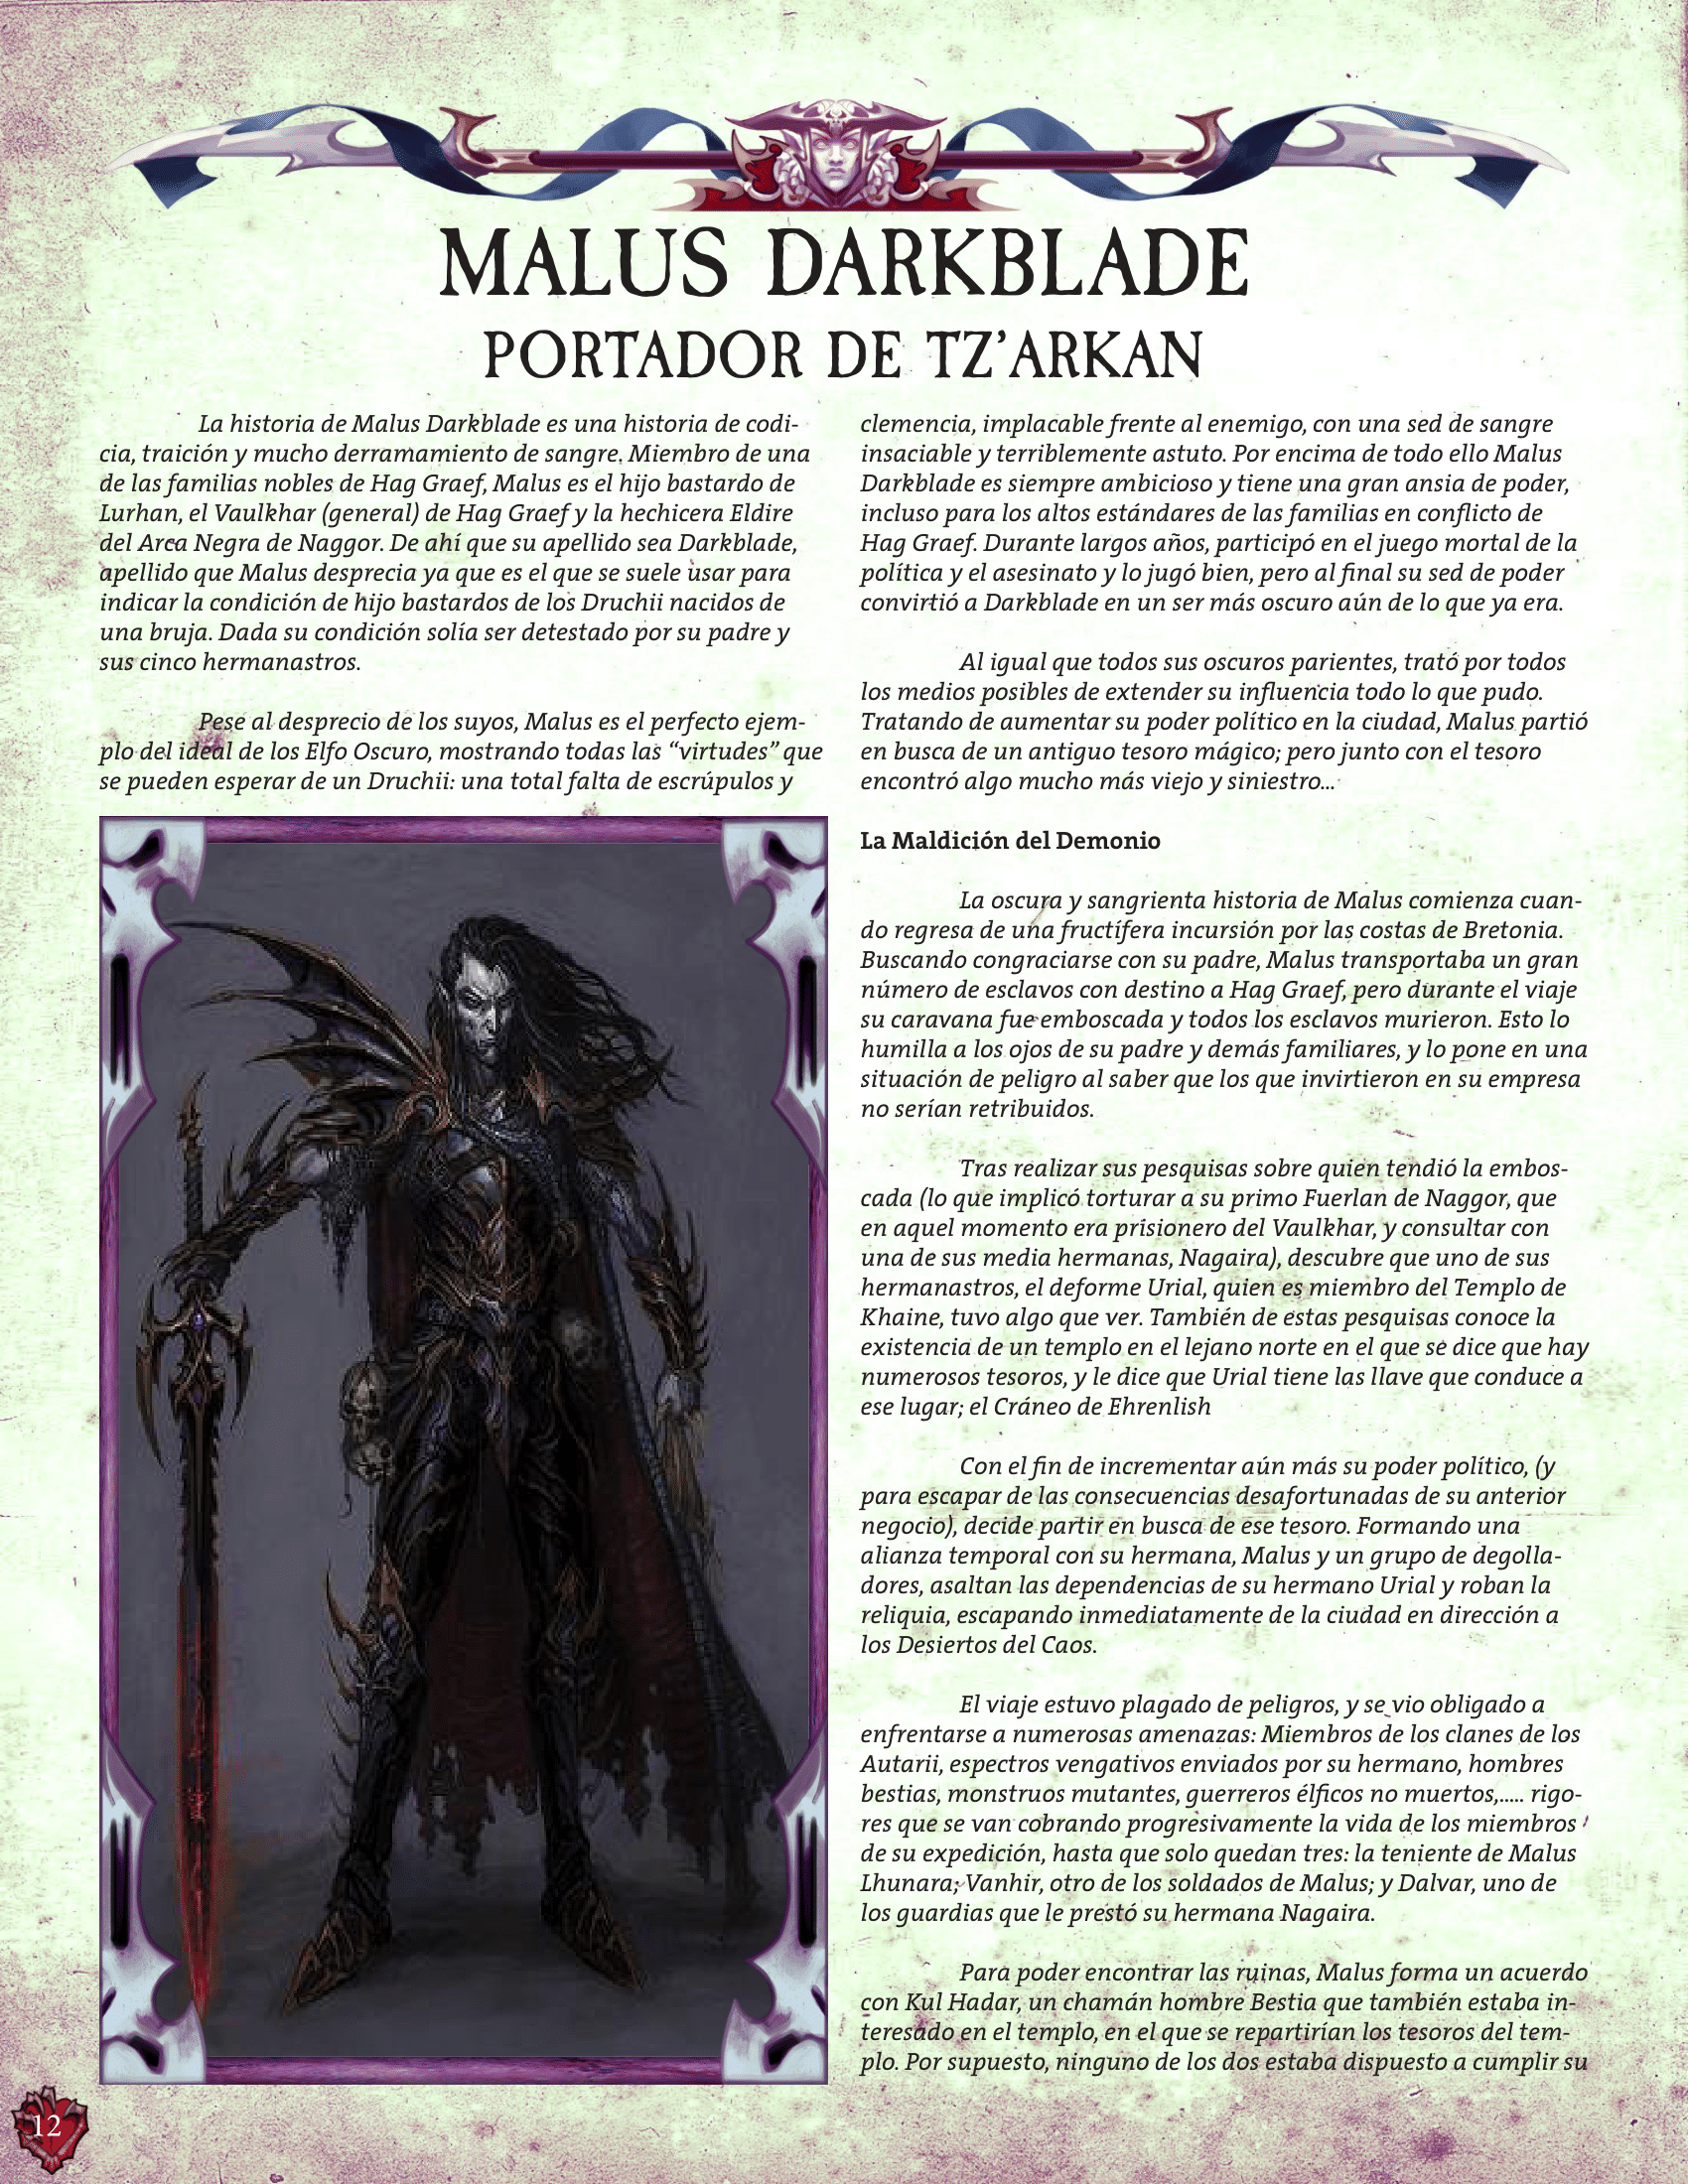 MALUS DARKBLADE
PORTADOR DE TZ'ARKAN
La historia de Malus Darkblade es una historia de codi-
cia, traición y mucho derramamiento de sangre. Miembro de una
de las familias nobles de Hag Graef, Malus es el hijo bastardo de
Lurhan, el Vaulkhar (general) de Hag Graef y la hechicera Eldire
del Arca Negra de Naggor. De ahí que su apellido sea Darkblade,
apellido que Malus desprecia ya que es el que se suele usar para
indicar la condición de hijo bastardos de los Druchii nacidos de
una bruja. Dada su condición solía ser detestado por su padre y
sus cinco hermanastros.
Pese al desprecio de los suyos, Malus es el perfecto ejem-
plo del ideal de los Elfo Oscuro, mostrando todas las “virtudes” que
se pueden esperar de un Druchii: una total falta de escrúpulos y
clemencia, implacable frente al enemigo, con una sed de sangre
insaciable y terriblemente astuto. Por encima de todo ello Malus
Darkblade es siempre ambicioso y tiene una gran ansia de poder,
incluso para los altos estándares de las familias en conflicto de
Hag Graef. Durante largos años, participó en el juego mortal de la
política y el asesinato y lo jugó bien, pero al final su sed de poder
convirtió a Darkblade en un ser más oscuro aún de lo que ya era.
Al igual que todos sus oscuros parientes, trató por todos
los medios posibles de extender su influencia todo lo que pudo.
Tratando de aumentar su poder político en la ciudad, Malus partió
en busca de un antiguo tesoro mágico; pero junto con el tesoro
encontró algo mucho más viejo y siniestro...
La Maldición del Demonio
La oscura y sangrienta historia de Malus comienza cuan-
do regresa de una fructífera incursión por las costas de Bretonia.
Buscando congraciarse con su padre, Malus transportaba un gran
número de esclavos con destino a Hag Graef, pero durante el viaje
su caravana fue emboscada y todos los esclavos murieron. Esto lo
humilla a los ojos de su padre y demás familiares, y lo pone en una
situación de peligro al saber que los que invirtieron en su empresa
no serían retribuidos.
Tras realizar sus pesquisas sobre quien tendió la embos-
cada (lo que implicó torturar a su primo Fuerlan de Naggor, que
en aquel momento era prisionero del Vaulkhar, y consultar con
una de sus media hermanas, Nagaira), descubre que uno de sus
hermanastros, el deforme Urial, quien es miembro del Templo de
Khaine, tuvo algo que ver. También de estas pesquisas conoce la
existencia de un templo en el lejano norte en el que se dice que hay
numerosos tesoros, y le dice que Urial tiene las llave que conduce a
ese lugar; el Cráneo de Ehrenlish
Con el fin de incrementar aún más su poder político, (y
para escapar de las consecuencias desafortunadas de su anterior
negocio), decide partir en busca de ese tesoro. Formando una
alianza temporal con su hermana, Malus y un grupo de degolla-
dores, asaltan las dependencias de su hermano Urial y roban la
reliquia, escapando inmediatamente de la ciudad en dirección a
los Desiertos del Caos.
El viaje estuvo plagado de peligros, y se vio obligado a
enfrentarse a numerosas amenazas: Miembros de los clanes de los
Autarii, espectros vengativos enviados por su hermano, hombres
bestias, monstruos mutantes, guerreros élficos no muertos,..... rigo-
res que se van cobrando progresivamente la vida de los miembros
de su expedición, hasta que solo quedan tres: la teniente de Malus
Lhunara; Vanhir, otro de los soldados de Malus; y Dalvar, uno de
los guardias que le prestó su hermana Nagaira.
Para poder encontrar las ruinas, Malus forma un acuerdo
con Kul Hadar, un chamán hombre Bestia que también estaba in-
teresado en el templo, en el que se repartirían los tesoros del tem-
plo. Por supuesto, ninguno de los dos estaba dispuesto a cumplir su
12